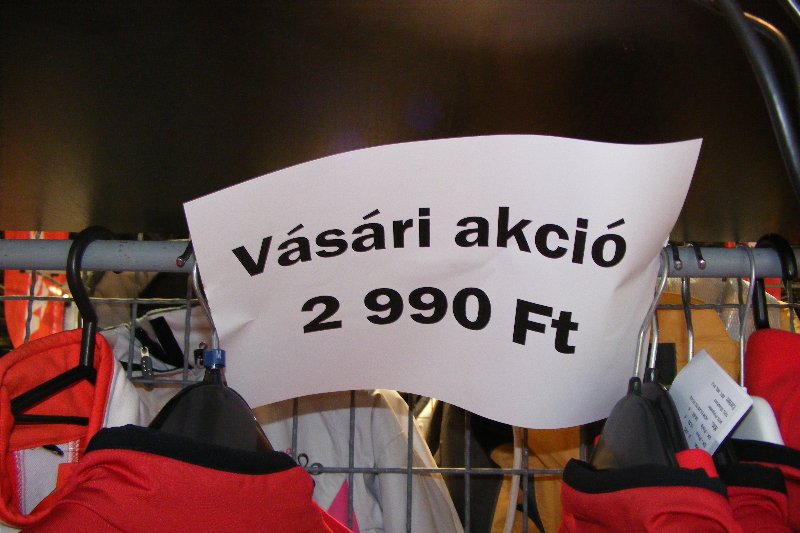 Vásári akció
2 990 Ft